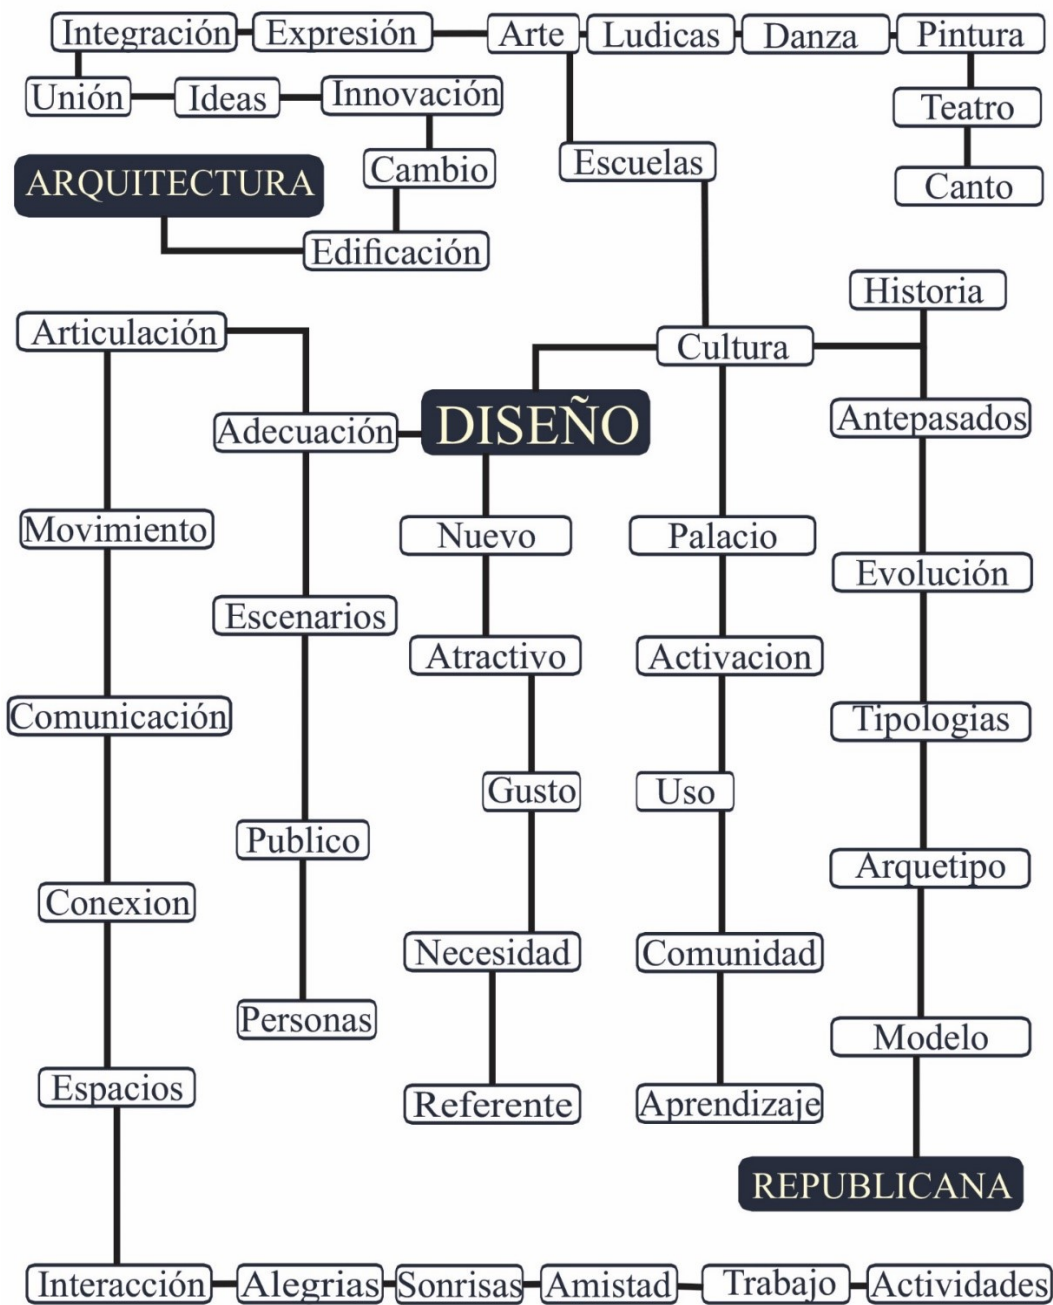 Integración
Expresión
Arte
Ludicas
Danza
Pintura
Unión
Ideas
Innovación
Teatro
ARQUITECTURA
Cambio
Escuelas
Canto
Edificación
Historia
Articulación
Cultura
Adecuación
DISEÑO
Antepasados
Movimiento
Nuevo
Palacio
Evolución
Escenarios
Atractivo
Activacion
Comunicación
Tipologias
Gusto
Uso
Publico
Arquetipo
Conexion
Necesidad
Comunidad
Personas
Modelo
Espacios
Referente
Aprendizaje
REPUBLICANA
Interacción
Alegrias
Sonrisas
Amistad
Trabajo
Actividades